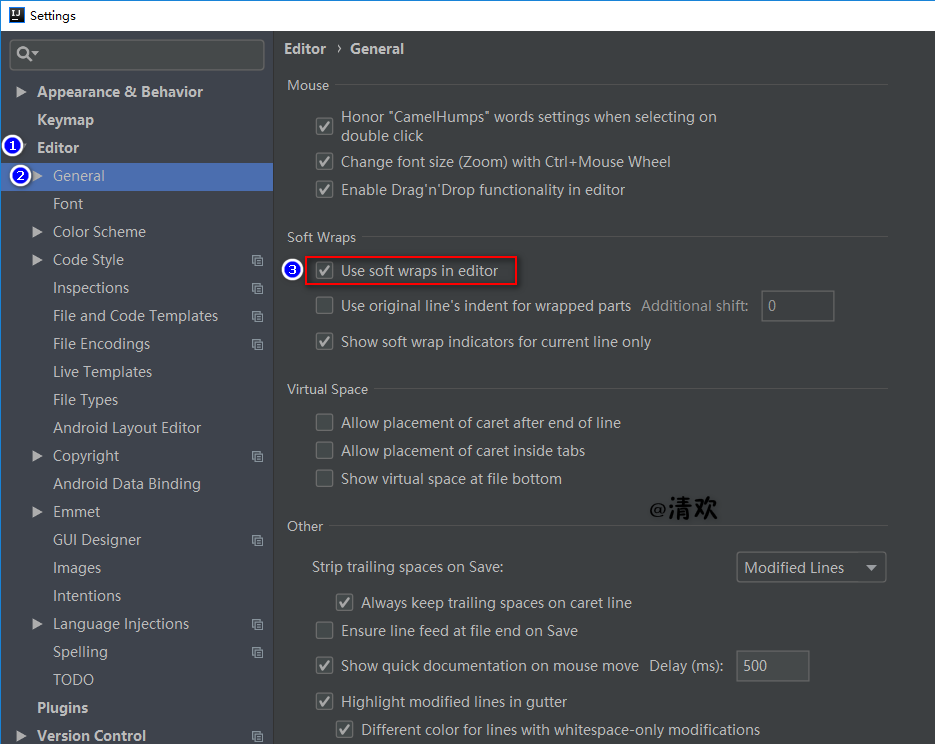 IJ
Settings
Appearance & Behavior
Keymap
1
Editor
2
General
Font
Color Scheme
Code Style
Inspections
File and Code Templates
File Encodings
Live Templates
File Types
Android Layout Editor
Copyright
Android Data Binding
Emmet
GUI Designer
Images
Intentions
Language Injections
Spelling
TODO
Plugins
Version Control
Editor › General
Mouse
Honor "CamelHumps" words settings when selecting on
double click
Change font size (Zoom) with Ctrl+Mouse Wheel
Enable Drag'n'Drop functionality in editor
Soft Wraps
3 Use soft wraps in editor
Use original line's indent for wrapped parts Additional shift: 0
Show soft wrap indicators for current line only
Virtual Space
Allow placement of caret after end of line
Allow placement of caret inside tabs
Show virtual space at file bottom
@清欢
Other
Strip trailing spaces on Save: Modified Lines
Always keep trailing spaces on caret line
Ensure line feed at file end on Save
Show quick documentation on mouse move Delay (ms): 500
Highlight modified lines in gutter
Different color for lines with whitespace-only modifications